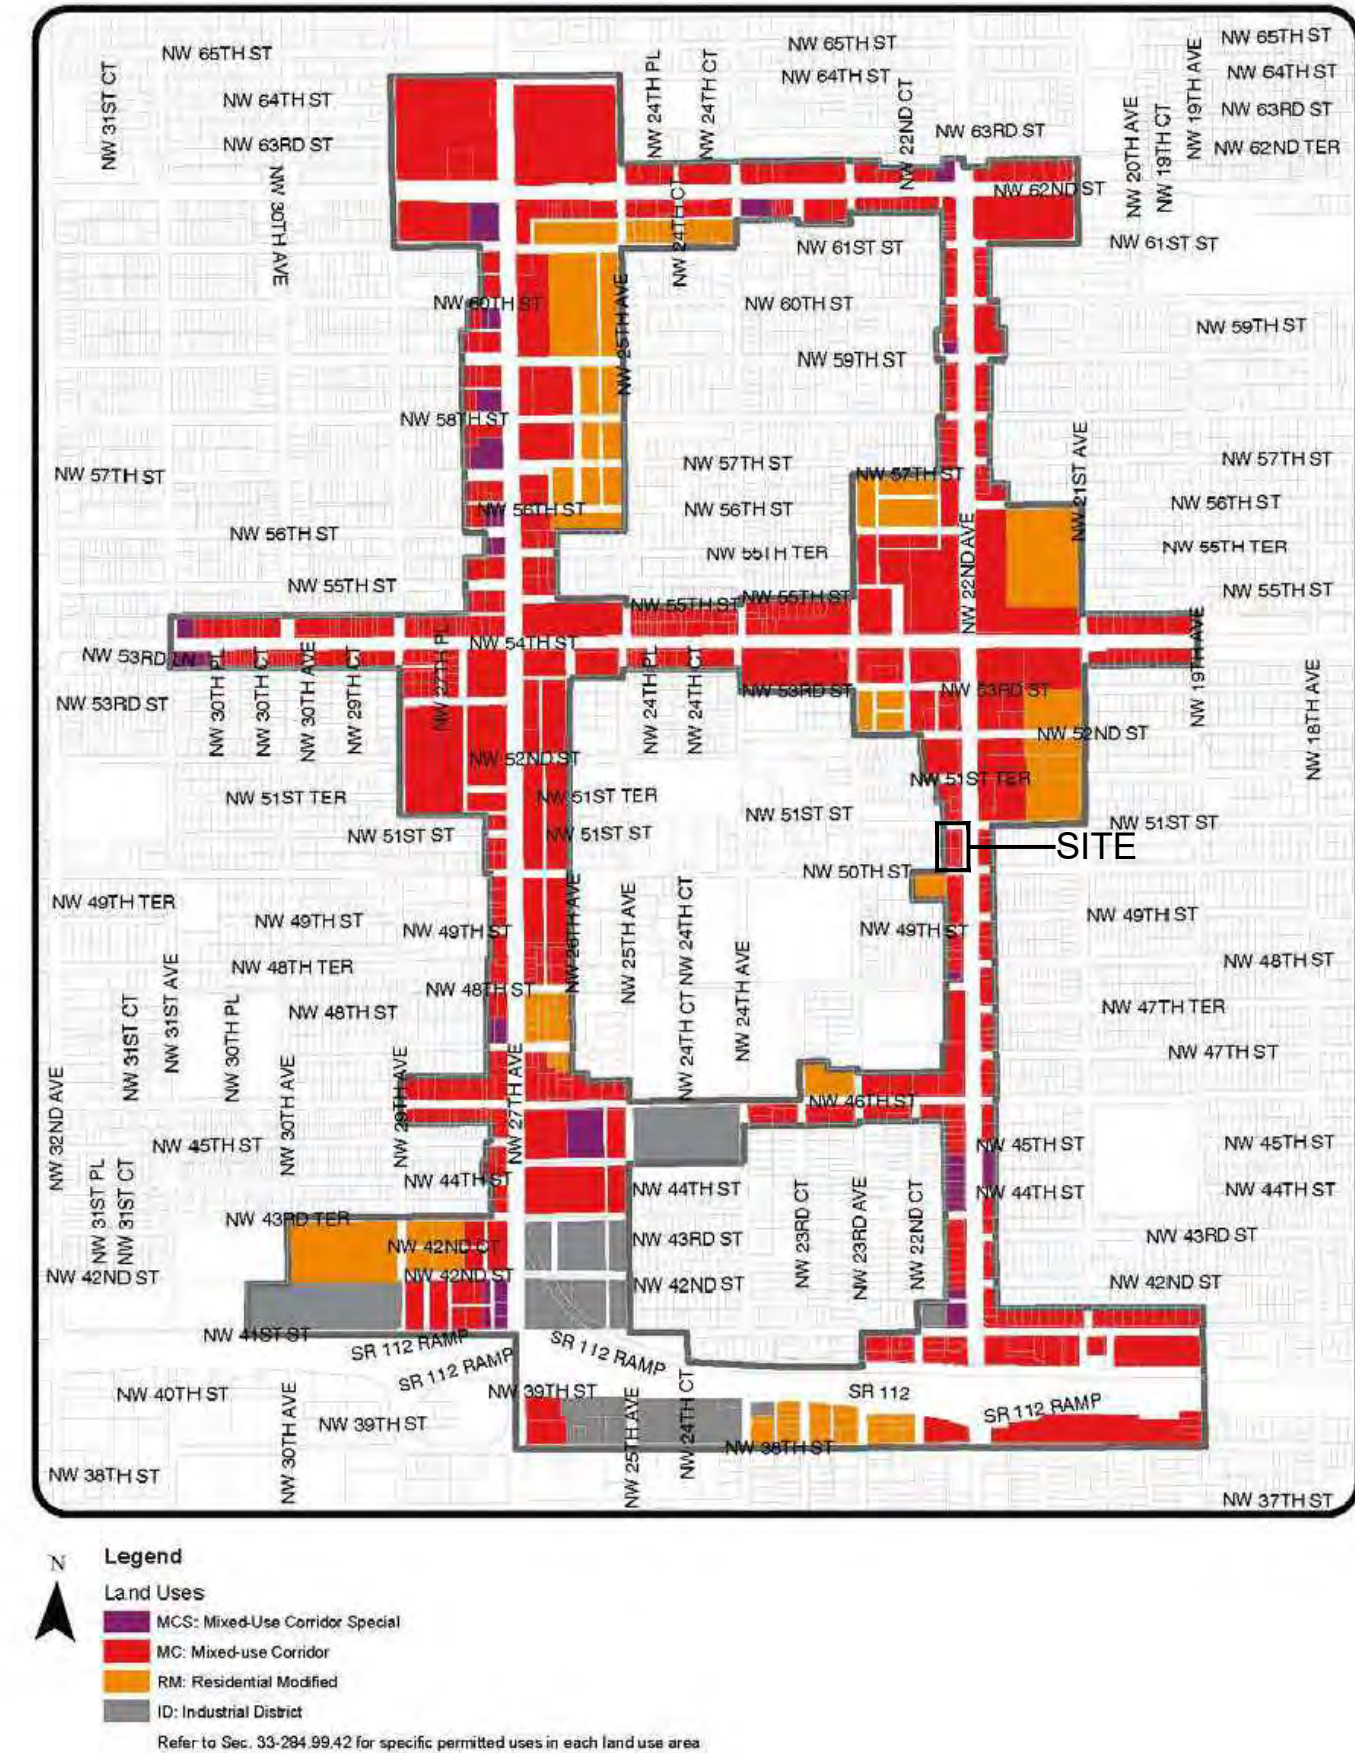 NW 65TH ST
NW 65TH ST
NW 65TH ST
NW 31ST CT
NW 64TH ST
NW 24TH PL
NW 24TH CT
NW 64TH ST
NW 22ND CT
NW 19TH AVE
NW 64TH ST
NW 63RD ST
NW 63RD ST
NW 20TH AVE
NW 19TH CT
NW 63RD ST
NW 62ND TER
NW 30TH AVE
NW 24TH CT
NW 62ND ST
NW 61ST ST
NW 61ST ST
NW 60TH ST
NW 25TH AVE
NW 60TH ST
NW 59TH ST
NW 59TH ST
NW 58TH ST
NW 57TH ST
NW 57TH ST
NW 57TH ST
NW 21ST AVE
NW 57TH ST
NW 56TH ST
NW 56TH ST
NW 56TH ST
NW 22ND AVE
NW 56TH ST
NW 55TH TER
NW 55TH TER
NW 55TH ST
NW 55TH ST
NW 55TH ST
NW 55TH ST
NW 54TH ST
NW 53RD LN
NW 30TH PL
NW 30TH CT
NW 30TH AVE
NW 29TH CT
NW 27TH PL
NW 24TH PL
NW 24TH CT
NW 19TH AVE
NW 18TH AVE
NW 53RD ST
NW 53RD ST
NW 53RD ST
NW 52ND ST
NW 52ND ST
NW 51ST TER
NW 51ST TER
NW 51ST TER
NW 51ST ST
NW 51ST ST
NW 51ST ST
NW 51ST ST
SITE
NW 50TH ST
NW 49TH TER
NW 49TH ST
NW 49TH ST
NW 26TH AVE
NW 25TH AVE
NW 24TH CT
NW 24TH CT
NW 24TH AVE
NW 49TH ST
NW 49TH ST
NW 48TH TER
NW 48TH ST
NW 48TH ST
NW 48TH ST
NW 31ST CT
NW 31ST AVE
NW 30TH PL
NW 47TH TER
NW 47TH ST
NW 32ND AVE
NW 30TH AVE
NW 29TH AVE
NW 27TH AVE
NW 46TH ST
NW 45TH ST
NW 45TH ST
NW 45TH ST
NW 31ST PL
NW 31ST CT
NW 44TH ST
NW 44TH ST
NW 23RD CT
NW 23RD AVE
NW 22ND CT
NW 44TH ST
NW 44TH ST
NW 43RD TER
NW 43RD ST
NW 43RD ST
NW 42ND CT
NW 42ND ST
NW 42ND ST
NW 42ND ST
NW 42ND ST
NW 41ST ST
SR 112 RAMP
SR 112 RAMP
SR 112 RAMP
NW 40TH ST
NW 30TH AVE
NW 39TH ST
NW 39TH ST
NW 25TH AVE
NW 24TH CT
SR 112
SR 112 RAMP
NW 38TH ST
NW 38TH ST
NW 37TH ST
N
Legend
Land Uses
MCS: Mixed-Use Corridor Special
MC: Mixed-use Corridor
RM: Residential Modified
ID: Industrial District
Refer to Sec. 33-284.99.42 for specific permitted uses in each land use area